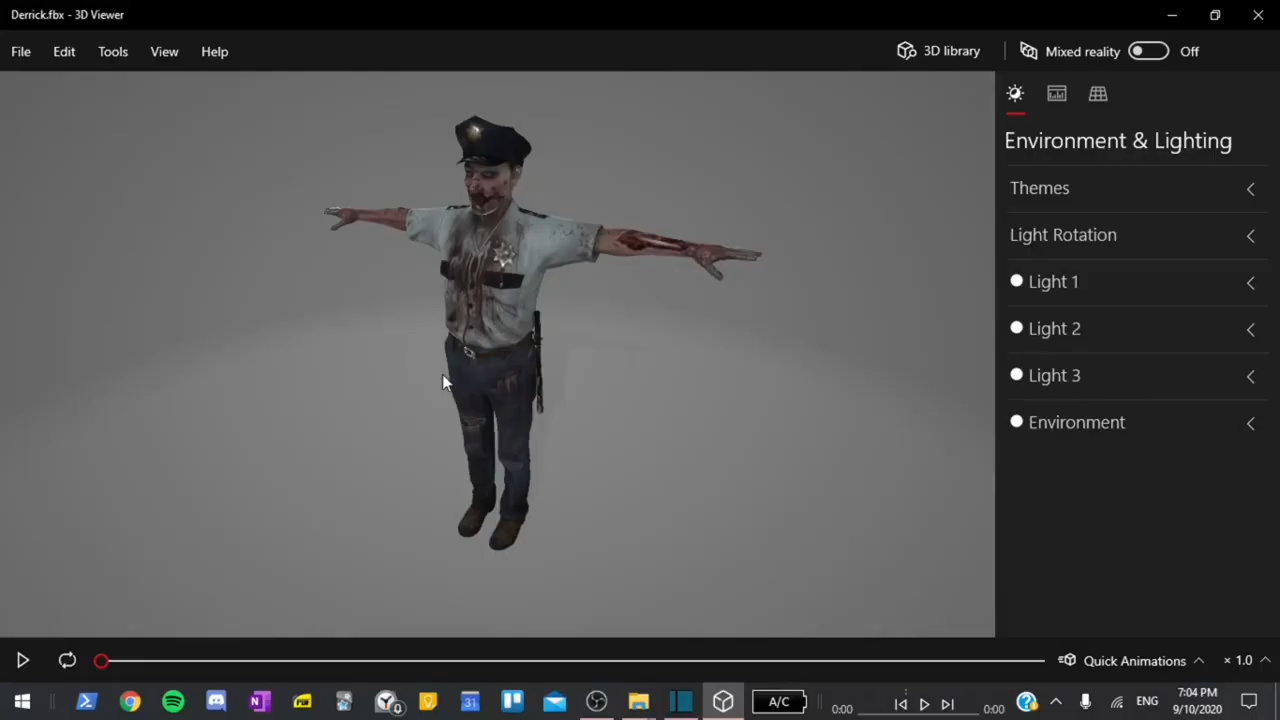 Derrick.fbx - 3D Viewer
File Edit Tools View Help
3D library
Mixed reality Off
Environment & Lighting
Themes
Light Rotation
Light 1
Light 2
Light 3
Environment
Quick Animations × 1.0
N
31
0
A/C
0:00
0:00
?
ENG
7:04 PM
9/10/2020